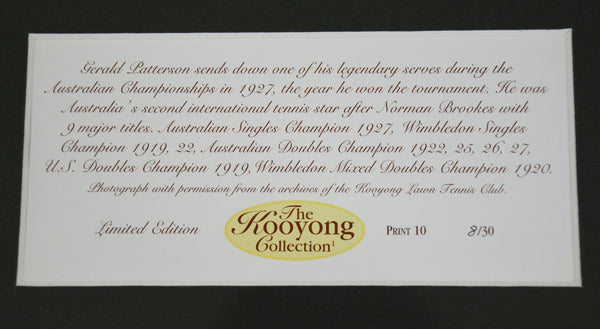 Gerald Patterson sends down one of his legendary serves during the
Australian Championships in 1927, the year he won the tournament. He was
Australia's second international tennis star after Norman Brookes with
9 major titles. Australian Singles Champion 1927, Wimbledon Singles
Champion 1919, 22, Australian Doubles Champion 1922, 25, 26, 27,
U.S. Doubles Champion 1919, Wimbledon Mixed Doubles Champion 1920.
Photograph with permission from the archives of the Kooyong Lawn Tennis Club.
Limited Edition
The
Kooyong
Collection¹
PRINT 10
8/30